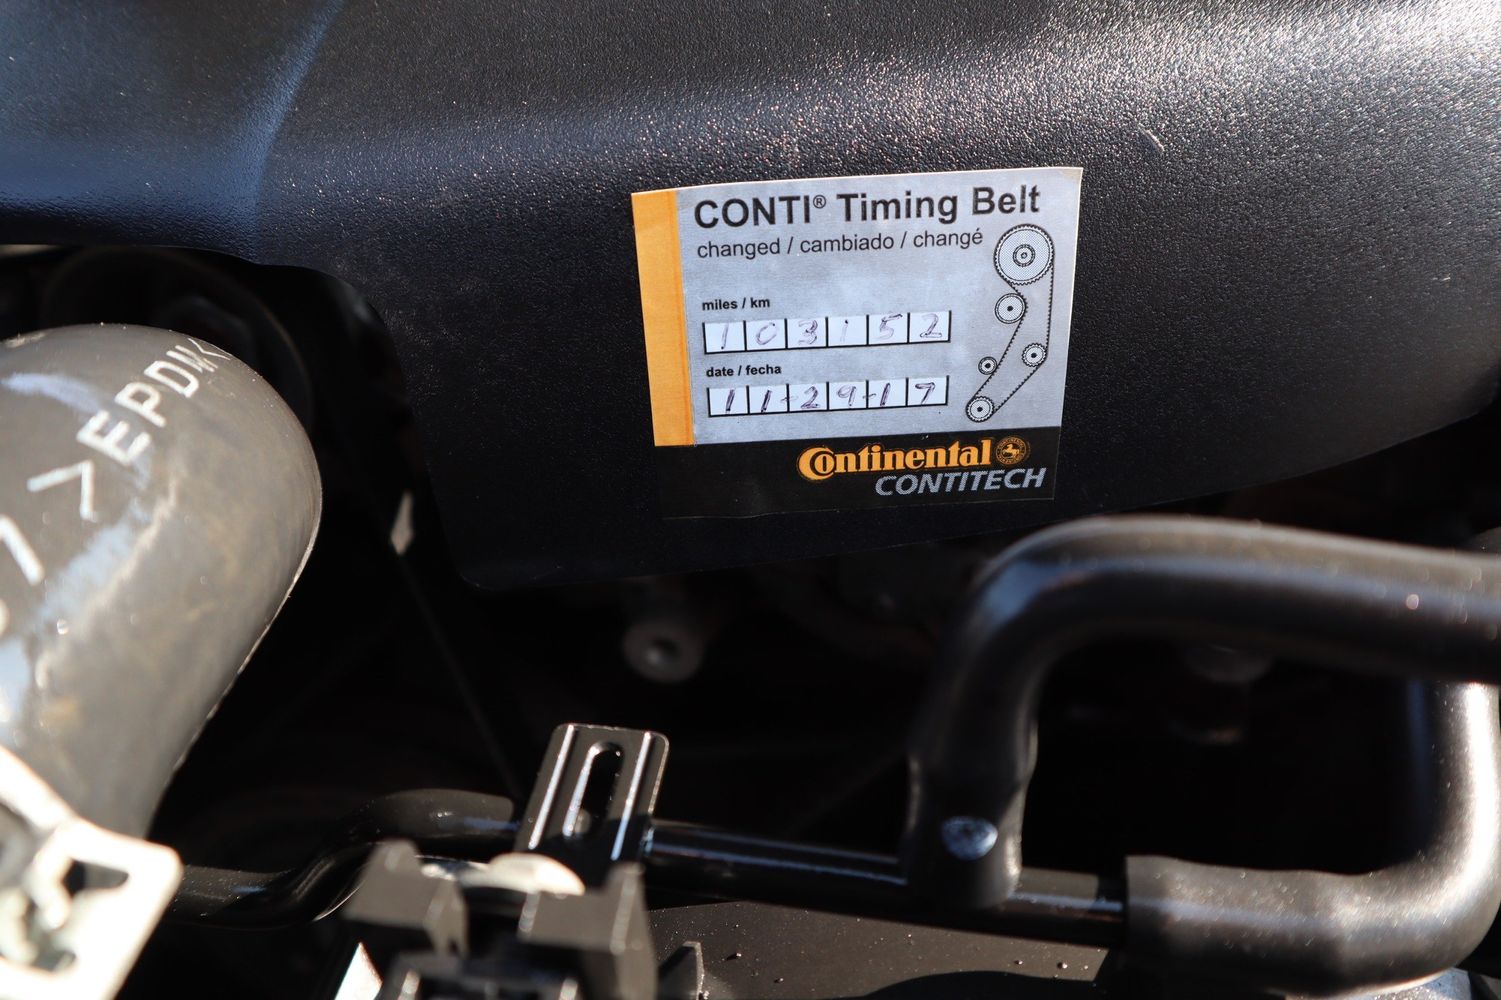 CONTI® Timing Belt
changed / cambiado / changé
miles / km
103152
date / fecha
11-29-17
Continental
CONTITECH
>EPDM<